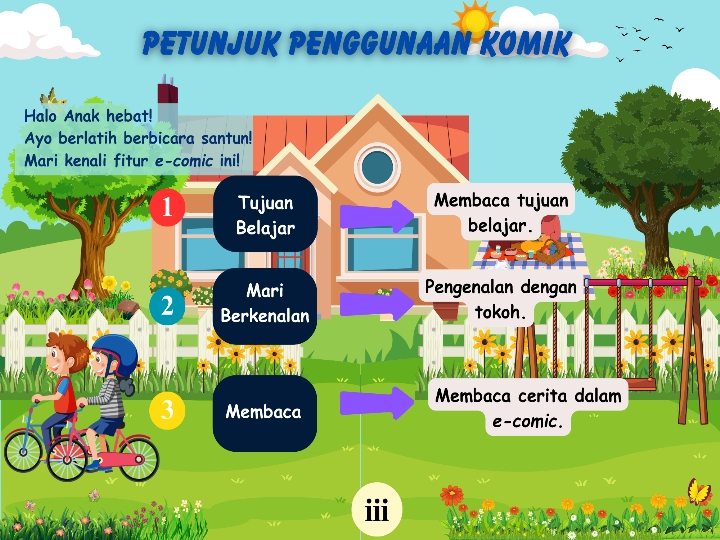 PETUNJUK PENGGUNAAN KOMIK
Halo Anak hebat!
Ayo berlatih berbicara santun!
Mari kenali fitur e-comic ini!
1
Tujuan
Belajar
Membaca tujuan
belajar.
2
Mari
Berkenalan
Pengenalan dengan
tokoh.
3
Membaca
Membaca cerita dalam
e-comic.
iii